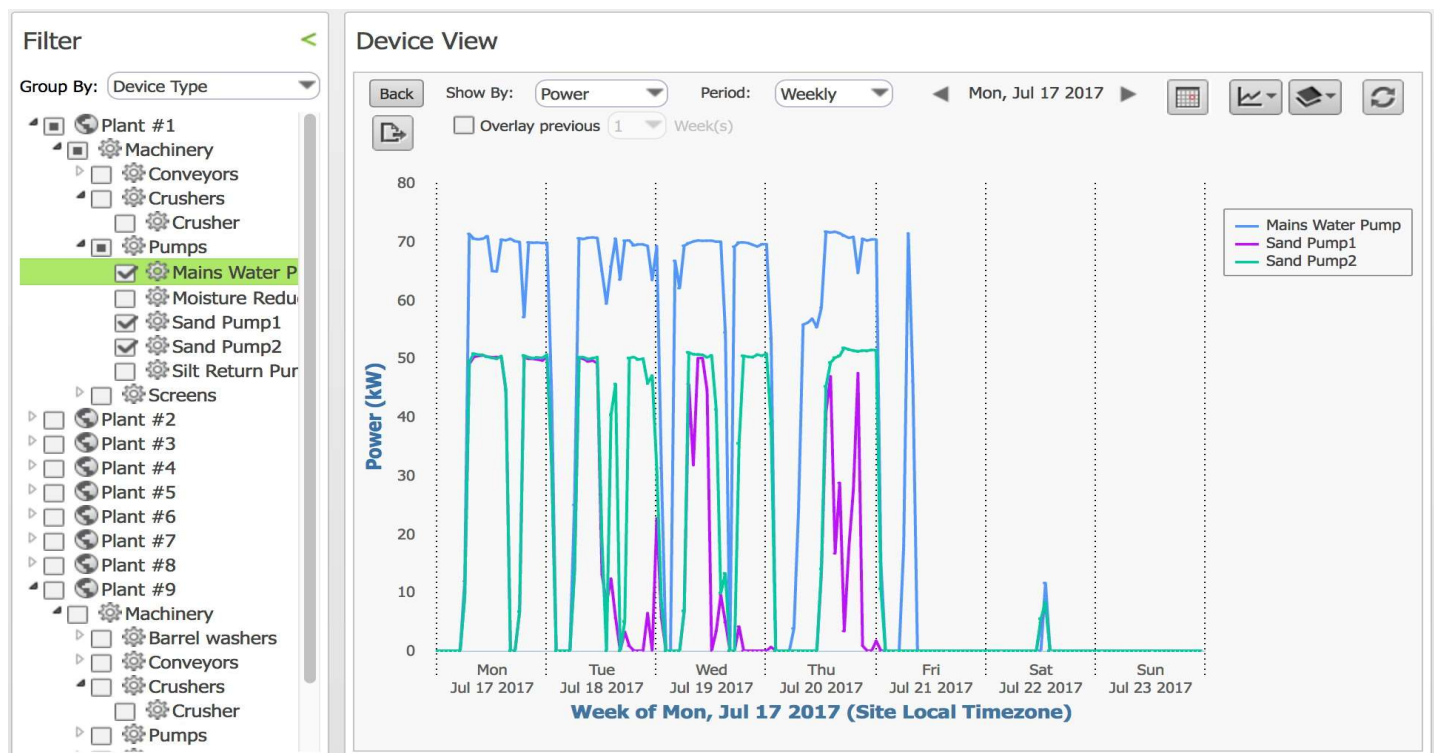 Filter <
Group By: Device Type
Plant #1
Machinery
Conveyors
Crushers
Crusher
Pumps
Mains Water P
Moisture Redu
Sand Pump1
Sand Pump2
Silt Return Pur
Screens
Plant #2
Plant #3
Plant #4
Plant #5
Plant #6
Plant #7
Plant #8
Plant #9
Machinery
Barrel washers
Conveyors
Crushers
Crusher
Pumps
Device View
Back Show By: Power Period: Weekly Mon, Jul 17 2017
Overlay previous 1 Week(s)
80
70
60
50
40
30
20
10
0
Power (kW)
Mains Water Pump
Sand Pump1
Sand Pump2
Mon Tue Wed Thu Fri Sat Sun
Jul 17 2017 Jul 18 2017 Jul 19 2017 Jul 20 2017 Jul 21 2017 Jul 22 2017 Jul 23 2017
Week of Mon, Jul 17 2017 (Site Local Timezone)